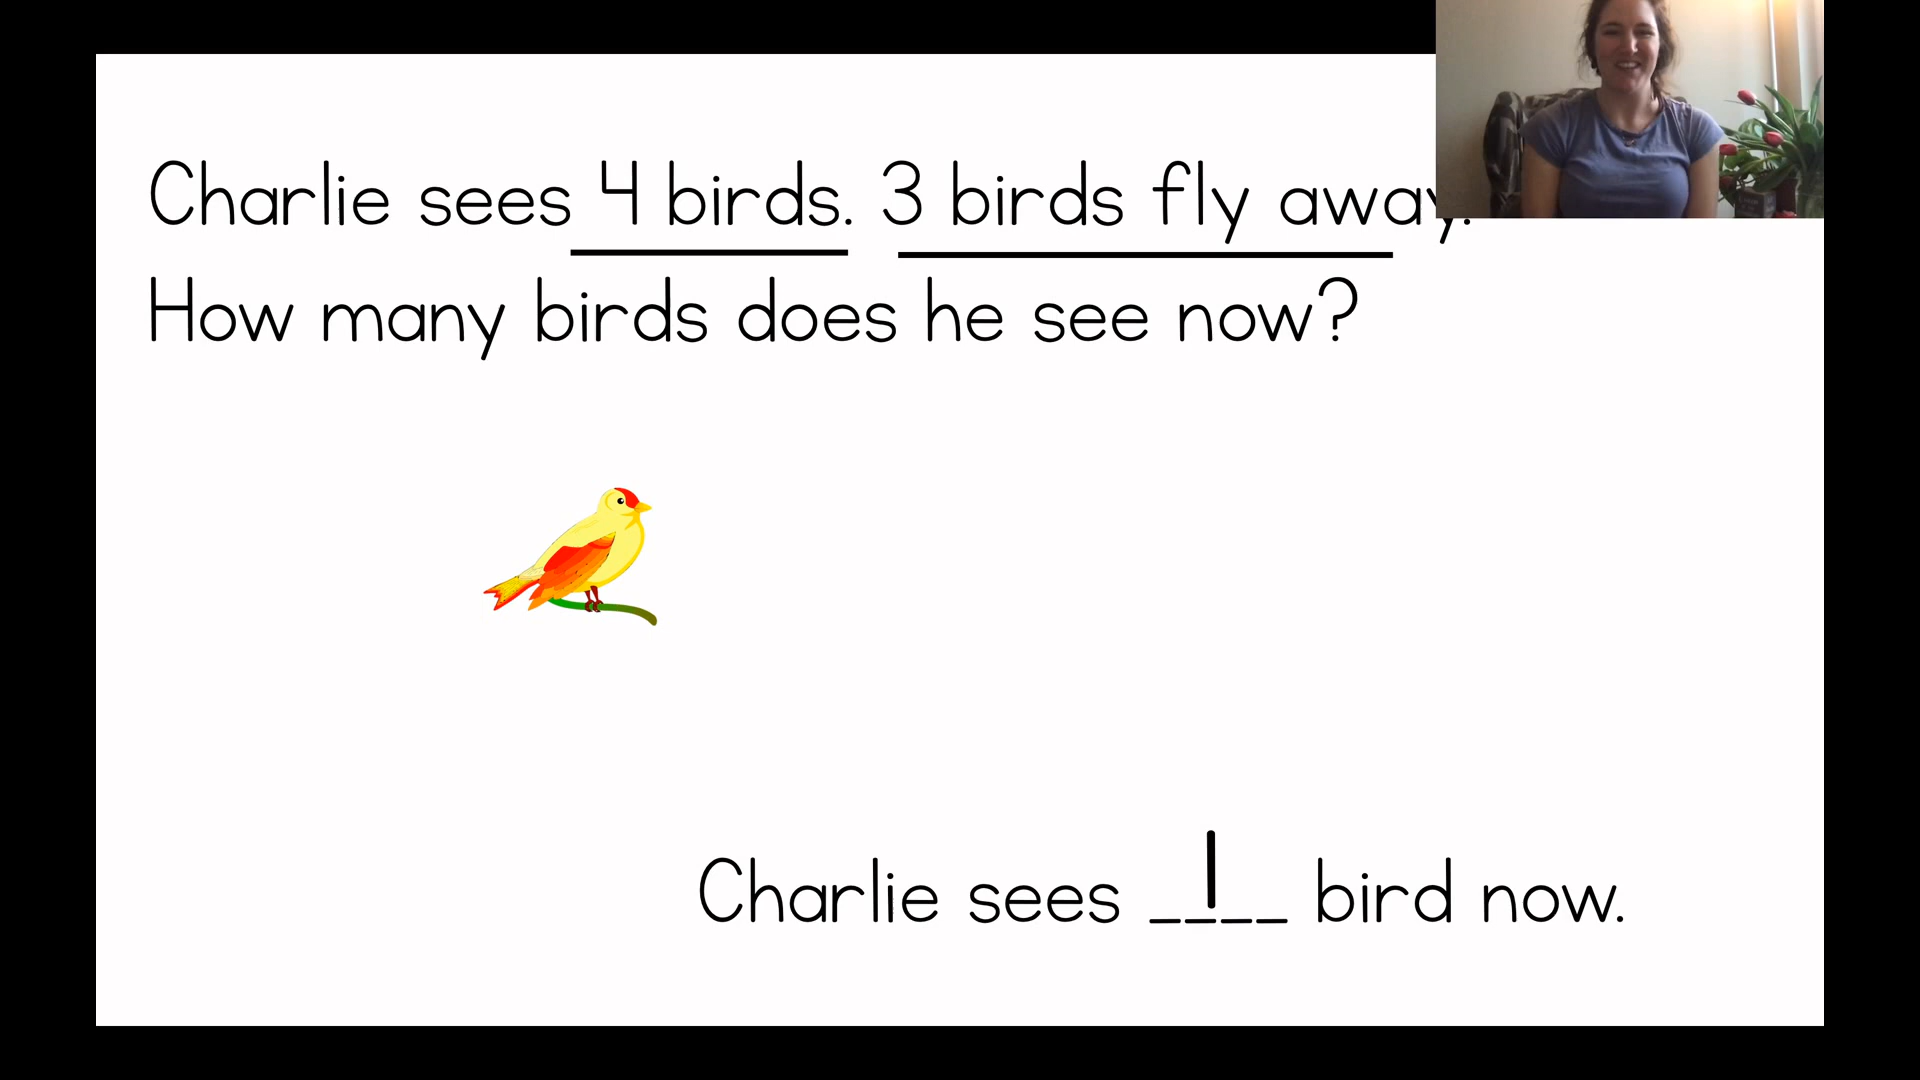 Charlie sees 4 birds. 3 birds fly away.
How many birds does he see now?
Charlie sees __1__ bird now.